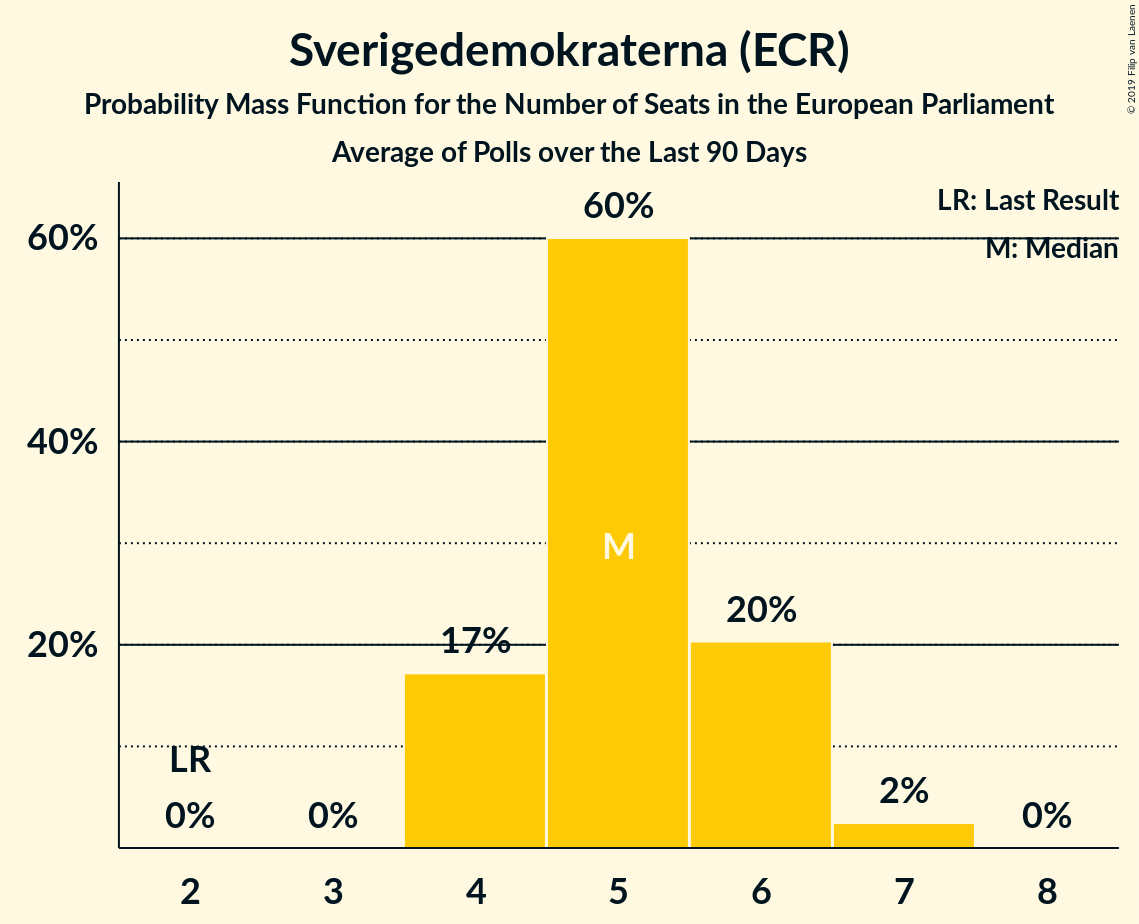 Sverigedemokraterna (ECR)
Probability Mass Function for the Number of Seats in the European Parliament
Average of Polls over the Last 90 Days
© 2019 Filip van Laenen
LR: Last Result
M: Median
60%
60%
40%
M
20%
20%
17%
LR
0%
0%
2%
0%
2
3
4
5
6
7
8